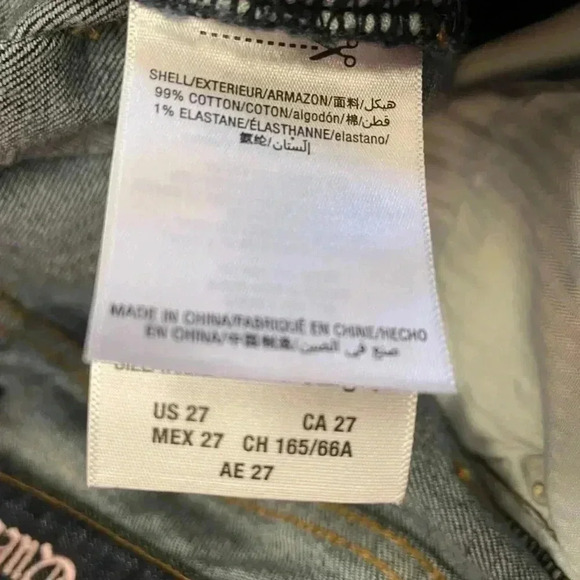 SHELL/EXTERIEUR/ARMAZON/面料/هيكل
99% COTTON/COTON/algodón/棉/قطن/
1% ELASTANE/ÉLASTHANNE/elastano/
氨纶/إلستان
MADE IN CHINA/FABRIQUÉ EN CHINE/HECHO
EN CHINA/中国制造/صنع في الصين
US 27 CA 27
MEX 27 CH 165/66A
AE 27